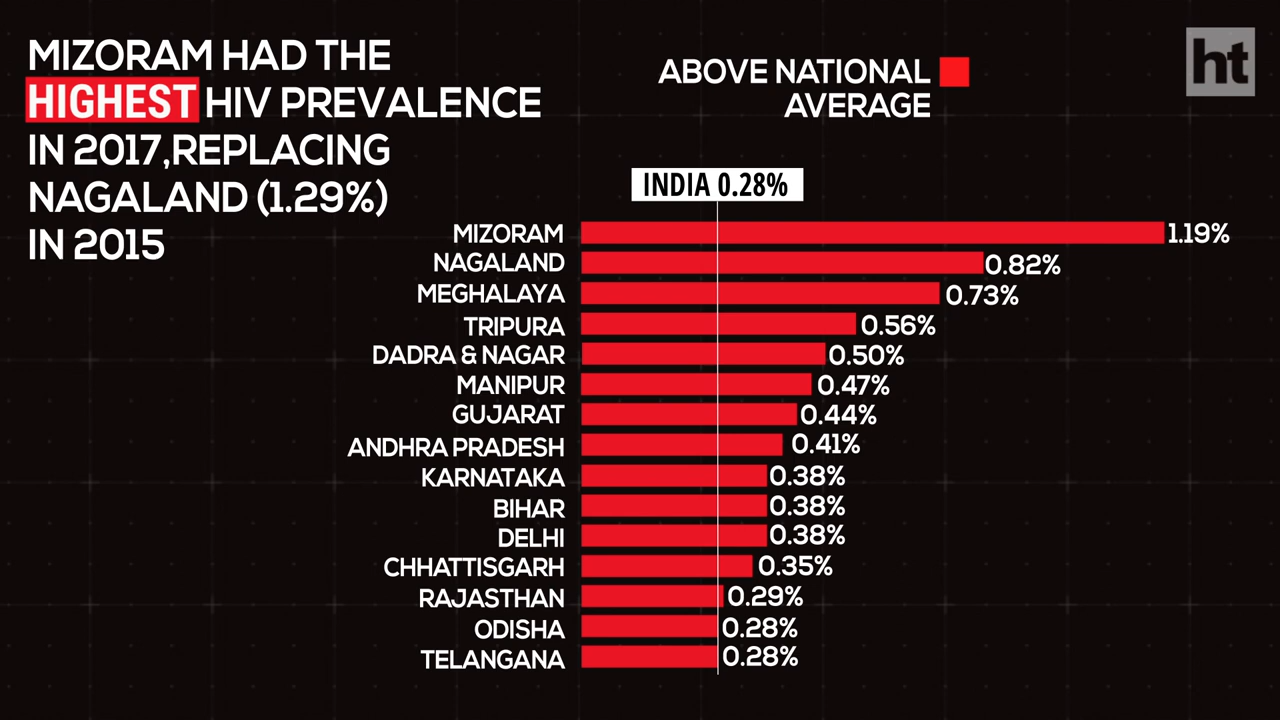 MIZORAM HAD THE
HIGHEST HIV PREVALENCE
IN 2017,REPLACING
NAGALAND (1.29%)
IN 2015
ABOVE NATIONAL
AVERAGE
ht
INDIA 0.28%
MIZORAM 1.19%
NAGALAND 0.82%
MEGHALAYA 0.73%
TRIPURA 0.56%
DADRA & NAGAR 0.50%
MANIPUR 0.47%
GUJARAT 0.44%
ANDHRA PRADESH 0.41%
KARNATAKA 0.38%
BIHAR 0.38%
DELHI 0.38%
CHHATTISGARH 0.35%
RAJASTHAN 0.29%
ODISHA 0.28%
TELANGANA 0.28%